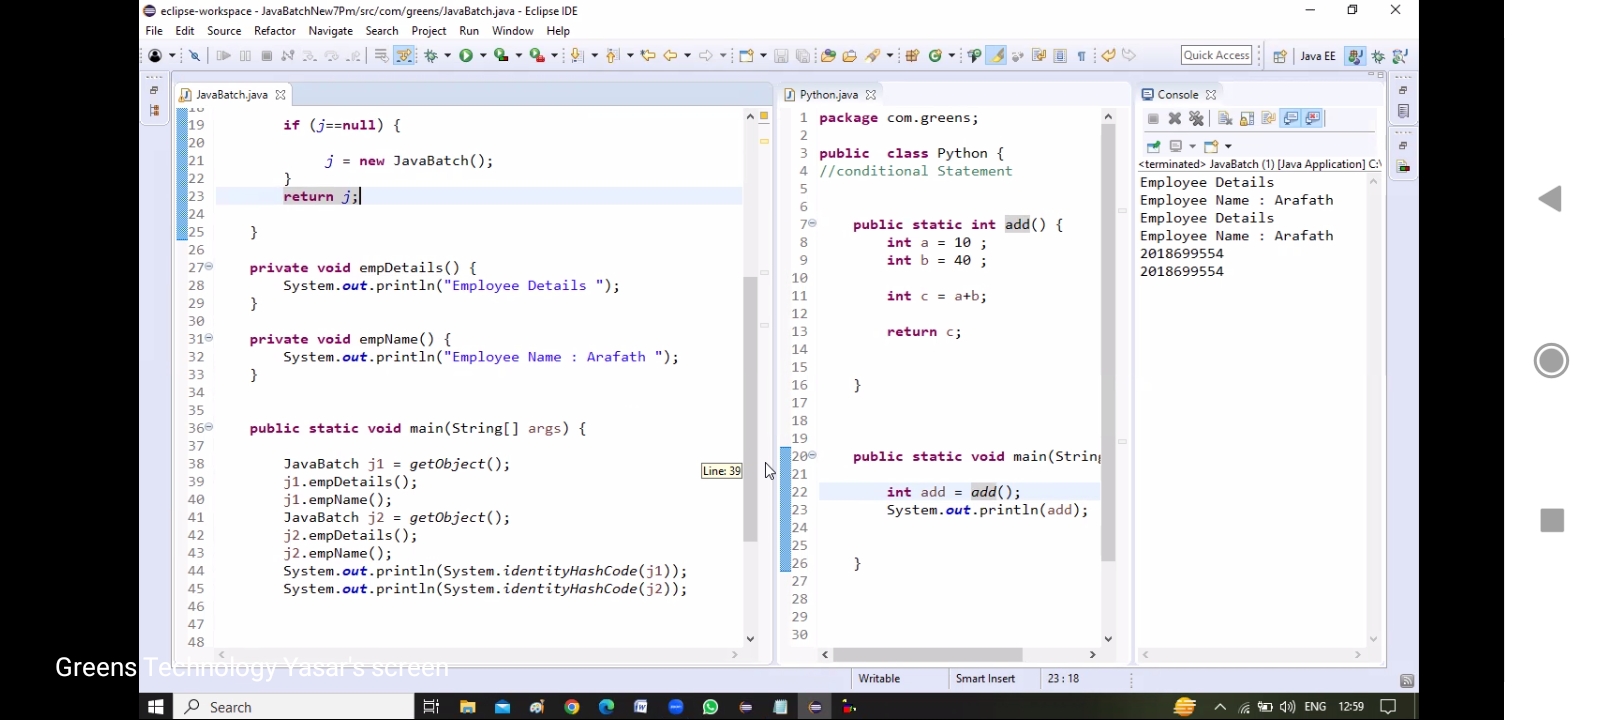 eclipse-workspace - JavaBatchNew7Pm/src/com/greens/JavaBatch.java - Eclipse IDE
File Edit Source Refactor Navigate Search Project Run Window Help
Quick Access Java EE
JavaBatch.java
19 if (j==null) {
20
21 j = new JavaBatch();
22 }
23 return j;
24
25 }
26
27 private void empDetails() {
28 System.out.println("Employee Details ");
29 }
30
31 private void empName() {
32 System.out.println("Employee Name : Arafath ");
33 }
34
35
36 public static void main(String[] args) {
37
38 JavaBatch j1 = getObject();
39 j1.empDetails();
40 j1.empName();
41 JavaBatch j2 = getObject();
42 j2.empDetails();
43 j2.empName();
44 System.out.println(System.identityHashCode(j1));
45 System.out.println(System.identityHashCode(j2));
46
47
48
Line: 39
Python.java
1 package com.greens;
2
3 public class Python {
4 //conditional Statement
5
6
7 public static int add() {
8 int a = 10 ;
9 int b = 40 ;
10
11 int c = a+b;
12
13 return c;
14
15
16 }
17
18
19
20 public static void main(String
21
22 int add = add();
23 System.out.println(add);
24
25
26 }
27
28
29
30
Console
<terminated> JavaBatch (1) [Java Application] C:\
Employee Details
Employee Name : Arafath
Employee Details
Employee Name : Arafath
2018699554
2018699554
Greens Technology Yasar's screen
Writable Smart Insert 23 : 18
Search
ENG 12:59